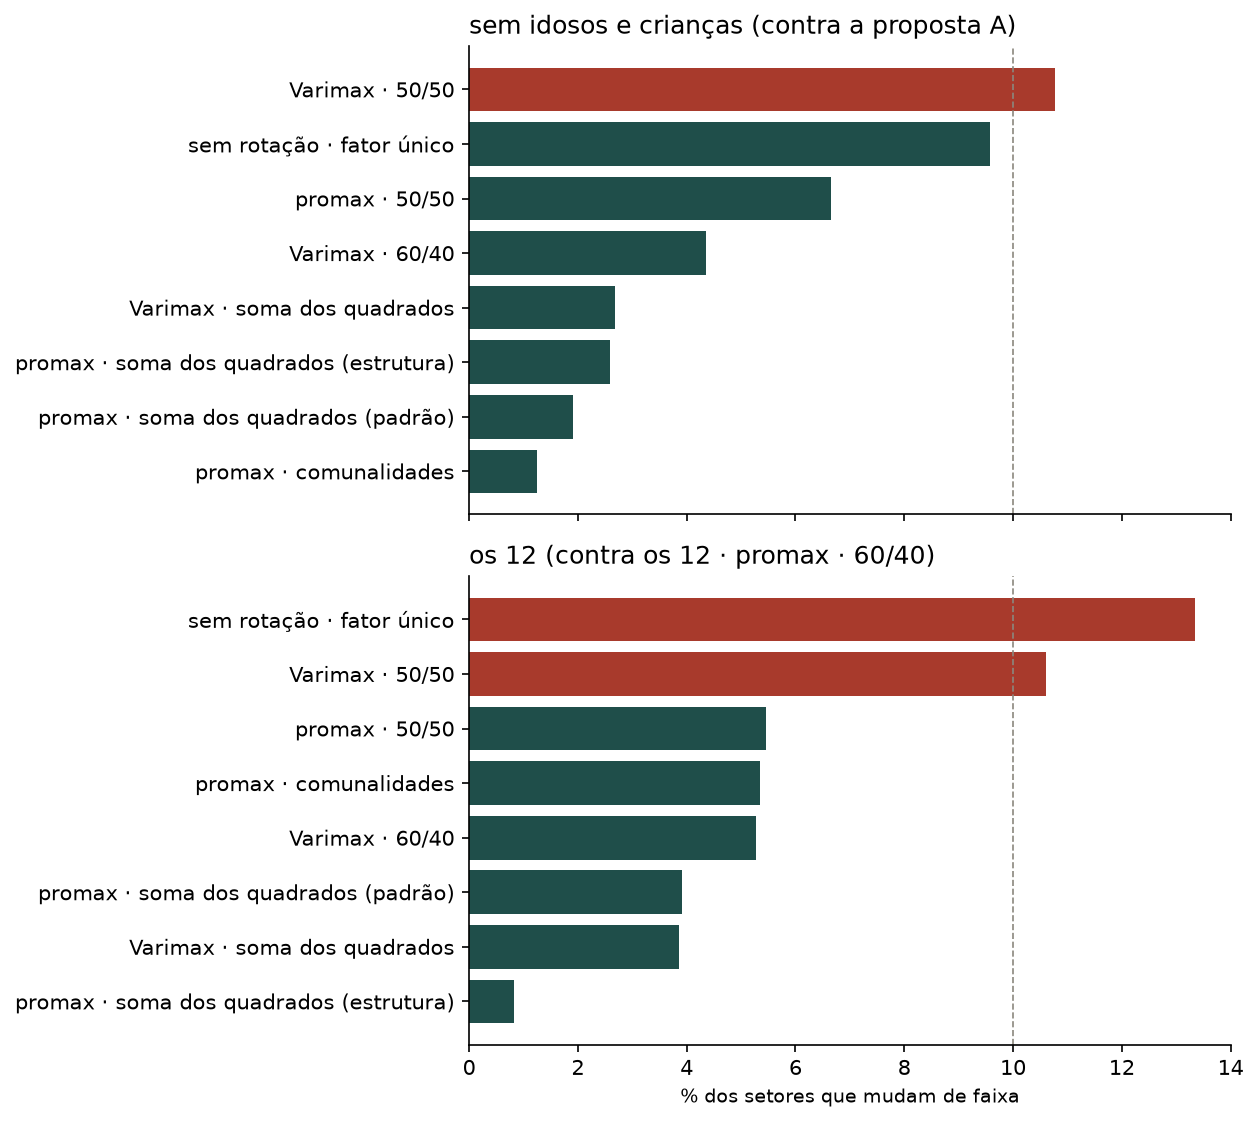 sem idosos e crianças (contra a proposta A)
Varimax · 50/50
sem rotação · fator único
promax · 50/50
Varimax · 60/40
Varimax · soma dos quadrados
promax · soma dos quadrados (estrutura)
promax · soma dos quadrados (padrão)
promax · comunalidades
os 12 (contra os 12 · promax · 60/40)
sem rotação · fator único
Varimax · 50/50
promax · 50/50
promax · comunalidades
Varimax · 60/40
promax · soma dos quadrados (padrão)
Varimax · soma dos quadrados
promax · soma dos quadrados (estrutura)
0 2 4 6 8 10 12 14
% dos setores que mudam de faixa